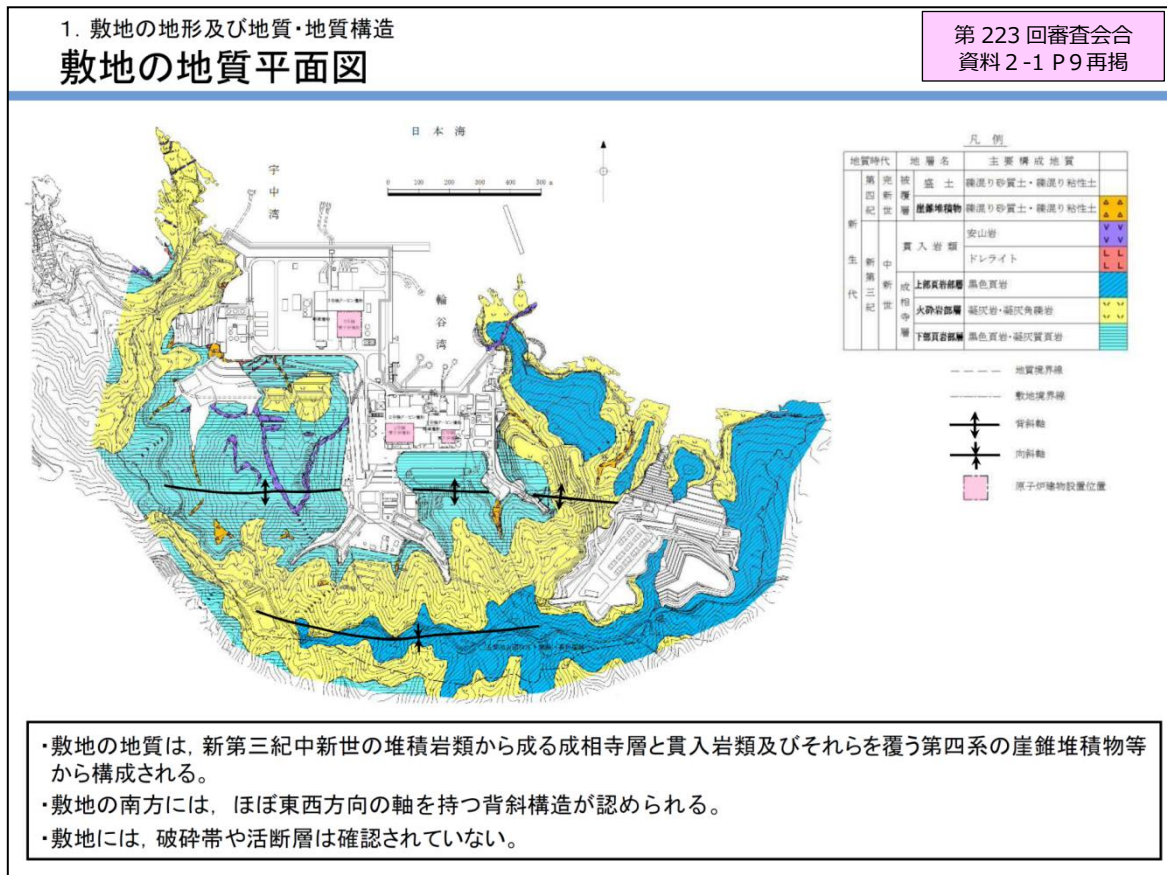 1. 敷地の地形及び地質・地質構造
敷地の地質平面図
第 223 回審査会合
資料2-1 P9再掲
日本海
宇中湾
輪谷湾
0 100 200 300 400 500 m
凡 例
地質時代 地層名 主要構成地質
新生代
第四紀
完新世
被覆層
盛土 礫混り砂質土・礫混り粘性土
崖錐堆積物 礫混り砂質土・礫混り粘性土
新第三紀
中新世
貫入岩類
安山岩
ドレライト
成相寺層
上部頁岩部層 黒色頁岩
火砕岩部層 凝灰岩・凝灰角礫岩
下部頁岩部層 黒色頁岩・凝灰質頁岩
地質境界線
敷地境界線
背斜軸
向斜軸
原子炉建物設置位置
・敷地の地質は,新第三紀中新世の堆積岩類から成る成相寺層と貫入岩類及びそれらを覆う第四系の崖錐堆積物等
から構成される。
・敷地の南方には, ほぼ東西方向の軸を持つ背斜構造が認められる。
・敷地には,破砕帯や活断層は確認されていない。